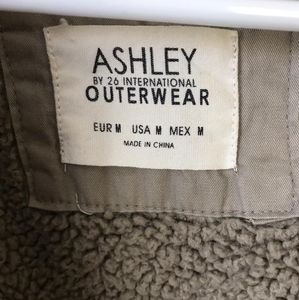 ASHLEY
BY 26 INTERNATIONAL
OUTERWEAR
EUR M USA M MEX M
MADE IN CHINA